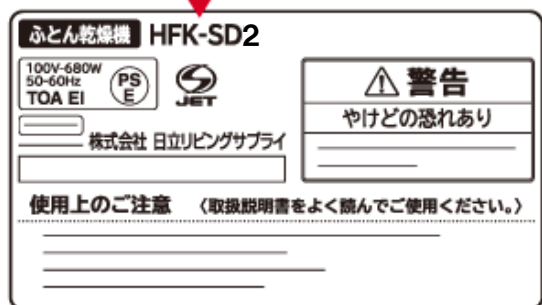 ふとん乾燥機 HFK-SD2
100V-680W
50-60Hz
TOA EI
PS
E
JET
株式会社 日立リビングサプライ
⚠ 警告
やけどの恐れあり
使用上のご注意 〈取扱説明書をよく読んでご使用ください。〉